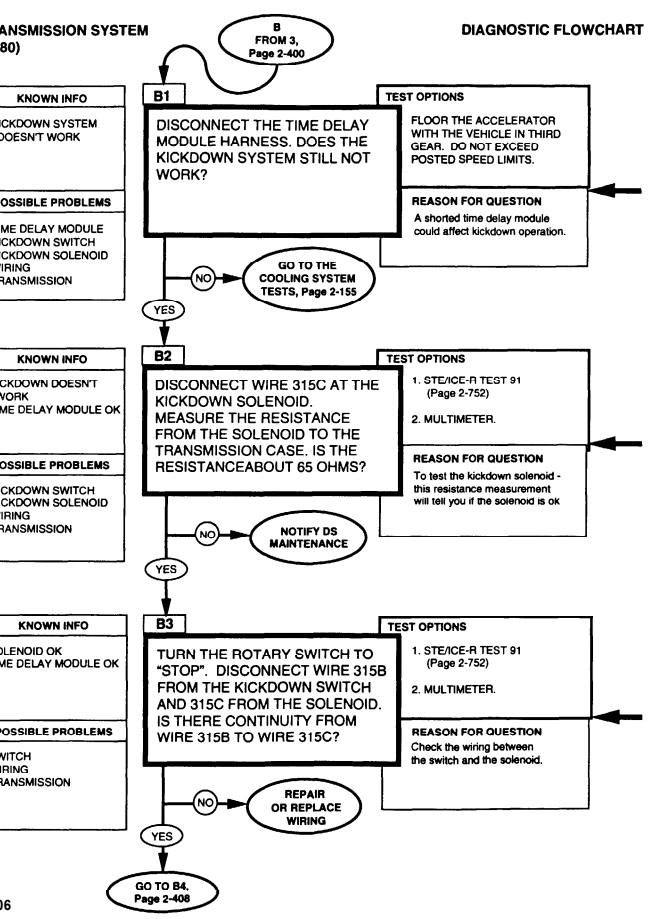 ANSMISSION SYSTEM
80)
DIAGNOSTIC FLOWCHART
B
FROM 3,
Page 2-400
KNOWN INFO
ICKDOWN SYSTEM
DOESN'T WORK
OSSIBLE PROBLEMS
ME DELAY MODULE
ICKDOWN SWITCH
ICKDOWN SOLENOID
IRING
RANSMISSION
B1
DISCONNECT THE TIME DELAY
MODULE HARNESS. DOES THE
KICKDOWN SYSTEM STILL NOT
WORK?
TEST OPTIONS
FLOOR THE ACCELERATOR
WITH THE VEHICLE IN THIRD
GEAR. DO NOT EXCEED
POSTED SPEED LIMITS.
REASON FOR QUESTION
A shorted time delay module
could affect kickdown operation.
NO
GO TO THE
COOLING SYSTEM
TESTS, Page 2-155
YES
KNOWN INFO
CKDOWN DOESN'T
WORK
ME DELAY MODULE OK
OSSIBLE PROBLEMS
CKDOWN SWITCH
CKDOWN SOLENOID
IRING
RANSMISSION
B2
DISCONNECT WIRE 315C AT THE
KICKDOWN SOLENOID.
MEASURE THE RESISTANCE
FROM THE SOLENOID TO THE
TRANSMISSION CASE. IS THE
RESISTANCEABOUT 65 OHMS?
TEST OPTIONS
1. STE/ICE-R TEST 91
(Page 2-752)
2. MULTIMETER.
REASON FOR QUESTION
To test the kickdown solenoid -
this resistance measurement
will tell you if the solenoid is ok
NO
NOTIFY DS
MAINTENANCE
YES
KNOWN INFO
OLENOID OK
ME DELAY MODULE OK
POSSIBLE PROBLEMS
WITCH
IRING
RANSMISSION
B3
TURN THE ROTARY SWITCH TO
"STOP". DISCONNECT WIRE 315B
FROM THE KICKDOWN SWITCH
AND 315C FROM THE SOLENOID.
IS THERE CONTINUITY FROM
WIRE 315B TO WIRE 315C?
TEST OPTIONS
1. STE/ICE-R TEST 91
(Page 2-752)
2. MULTIMETER.
REASON FOR QUESTION
Check the wiring between
the switch and the solenoid.
NO
REPAIR
OR REPLACE
WIRING
YES
GO TO B4,
Page 2-408
06